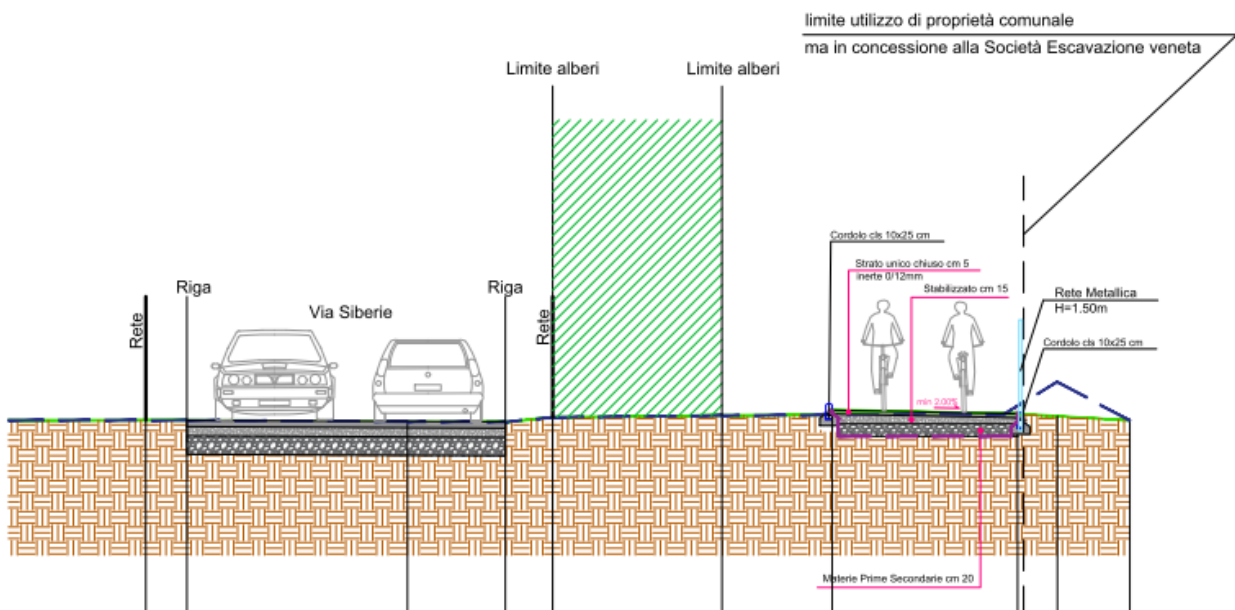 limite utilizzo di proprietà comunale
ma in concessione alla Società Escavazione veneta
Limite alberi
Limite alberi
Cordolo cls 10x25 cm
Strato unico chiuso cm 5
inerte 0/12mm
Stabilizzato cm 15
Riga
Riga
Via Siberie
Rete
Rete
Rete Metallica
H=1.50m
Cordolo cls 10x25 cm
min 2,00%
Materie Prime Secondarie cm 20